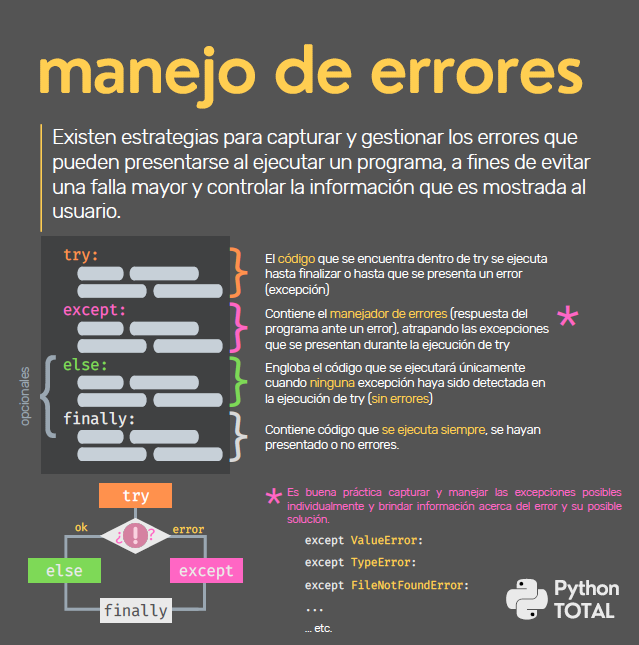 manejo de errores
Existen estrategias para capturar y gestionar los errores que
pueden presentarse al ejecutar un programa, a fines de evitar
una falla mayor y controlar la información que es mostrada al
usuario.
try:
El código que se encuentra dentro de try se ejecuta
hasta finalizar o hasta que se presenta un error
(excepción)
except:
Contiene el manejador de errores (respuesta del
programa ante un error), atrapando las excepciones
que se presentan durante la ejecución de try
*
opcionales
else:
Engloba el código que se ejecutará únicamente
cuando ninguna excepción haya sido detectada en
la ejecución de try (sin errores)
finally:
Contiene código que se ejecuta siempre, se hayan
presentado o no errores.
try
ok
¿!?
error
else
except
finally
* Es buena práctica capturar y manejar las excepciones posibles
individualmente y brindar información acerca del error y su posible
solución.
except ValueError:
except TypeError:
except FileNotFoundError:
...
... etc.
Python
TOTAL